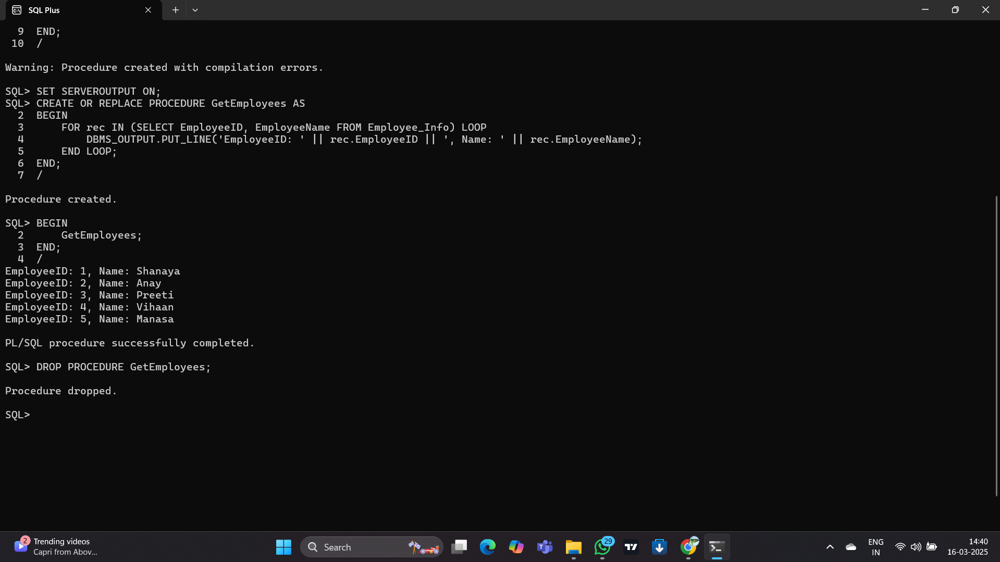 SQL Plus
9 END;
10 /
Warning: Procedure created with compilation errors.
SQL> SET SERVEROUTPUT ON;
SQL> CREATE OR REPLACE PROCEDURE GetEmployees AS
2 BEGIN
3 FOR rec IN (SELECT EmployeeID, EmployeeName FROM Employee_Info) LOOP
4 DBMS_OUTPUT.PUT_LINE('EmployeeID: ' || rec.EmployeeID || ', Name: ' || rec.EmployeeName);
5 END LOOP;
6 END;
7 /
Procedure created.
SQL> BEGIN
2 GetEmployees;
3 END;
4 /
EmployeeID: 1, Name: Shanaya
EmployeeID: 2, Name: Anay
EmployeeID: 3, Name: Preeti
EmployeeID: 4, Name: Vihaan
EmployeeID: 5, Name: Manasa
PL/SQL procedure successfully completed.
SQL> DROP PROCEDURE GetEmployees;
Procedure dropped.
SQL>
2 Trending videos
Capri from Abov...
Search
29
ENG
IN
14:40
16-03-2025